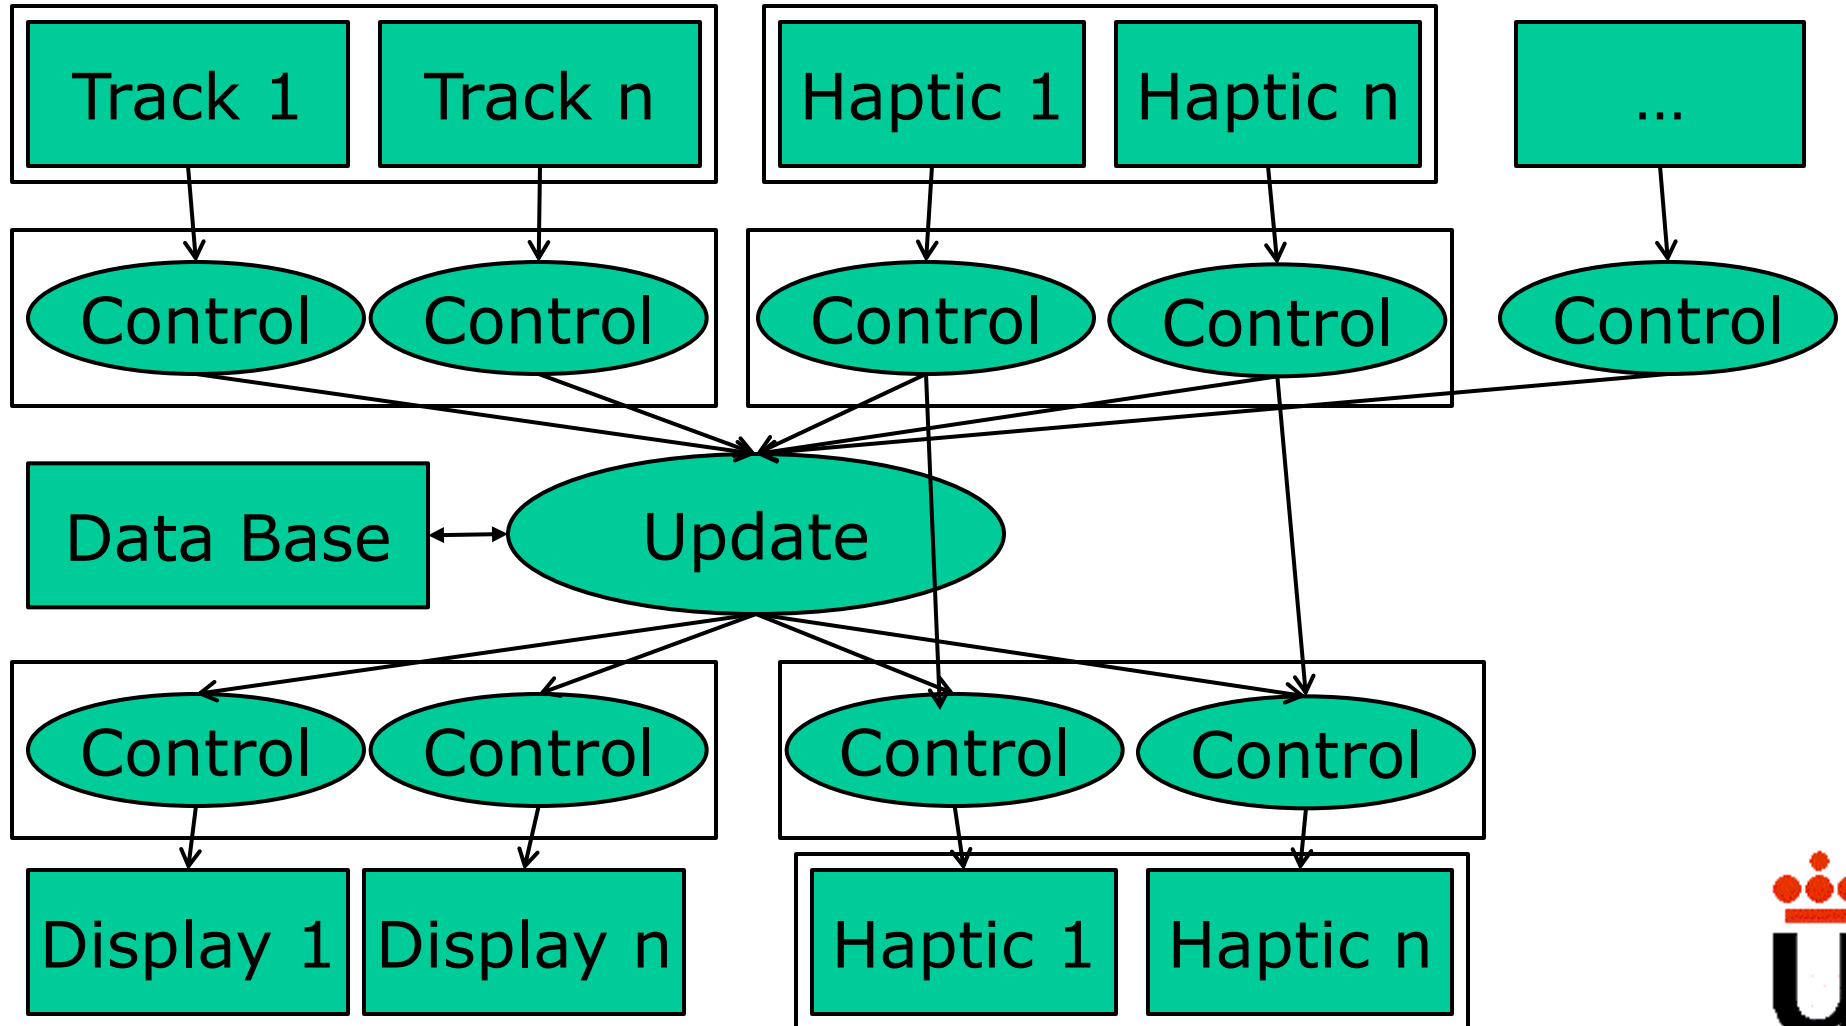 Track 1
Track n
Haptic 1
Haptic n
...
Control
Control
Control
Control
Control
Data Base
Update
Control
Control
Control
Control
Display 1
Display n
Haptic 1
Haptic n
U